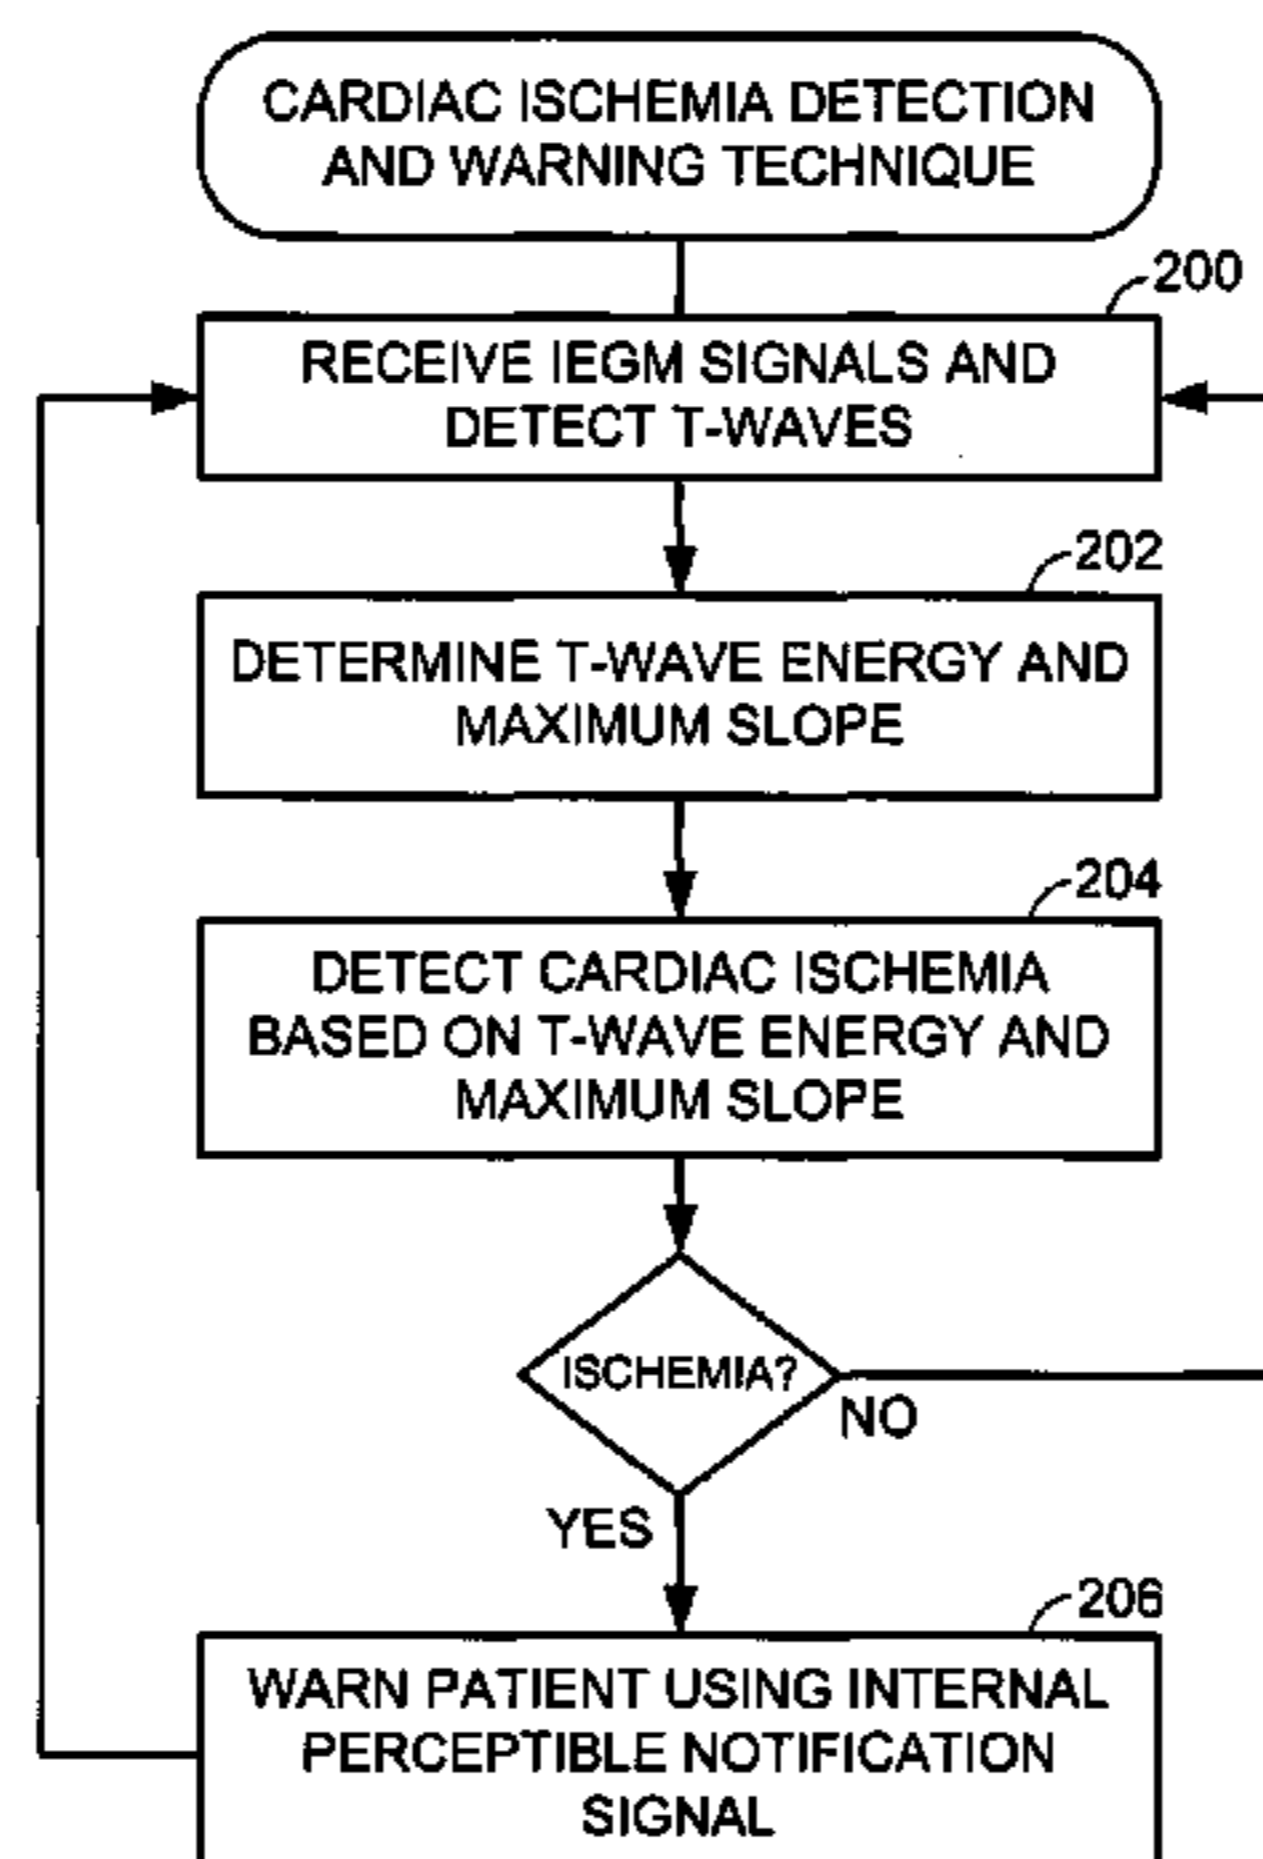 CARDIAC ISCHEMIA DETECTION
AND WARNING TECHNIQUE
200
RECEIVE IEGM SIGNALS AND
DETECT T-WAVES
202
DETERMINE T-WAVE ENERGY AND
MAXIMUM SLOPE
204
DETECT CARDIAC ISCHEMIA
BASED ON T-WAVE ENERGY AND
MAXIMUM SLOPE
ISCHEMIA?
NO
YES
206
WARN PATIENT USING INTERNAL
PERCEPTIBLE NOTIFICATION
SIGNAL